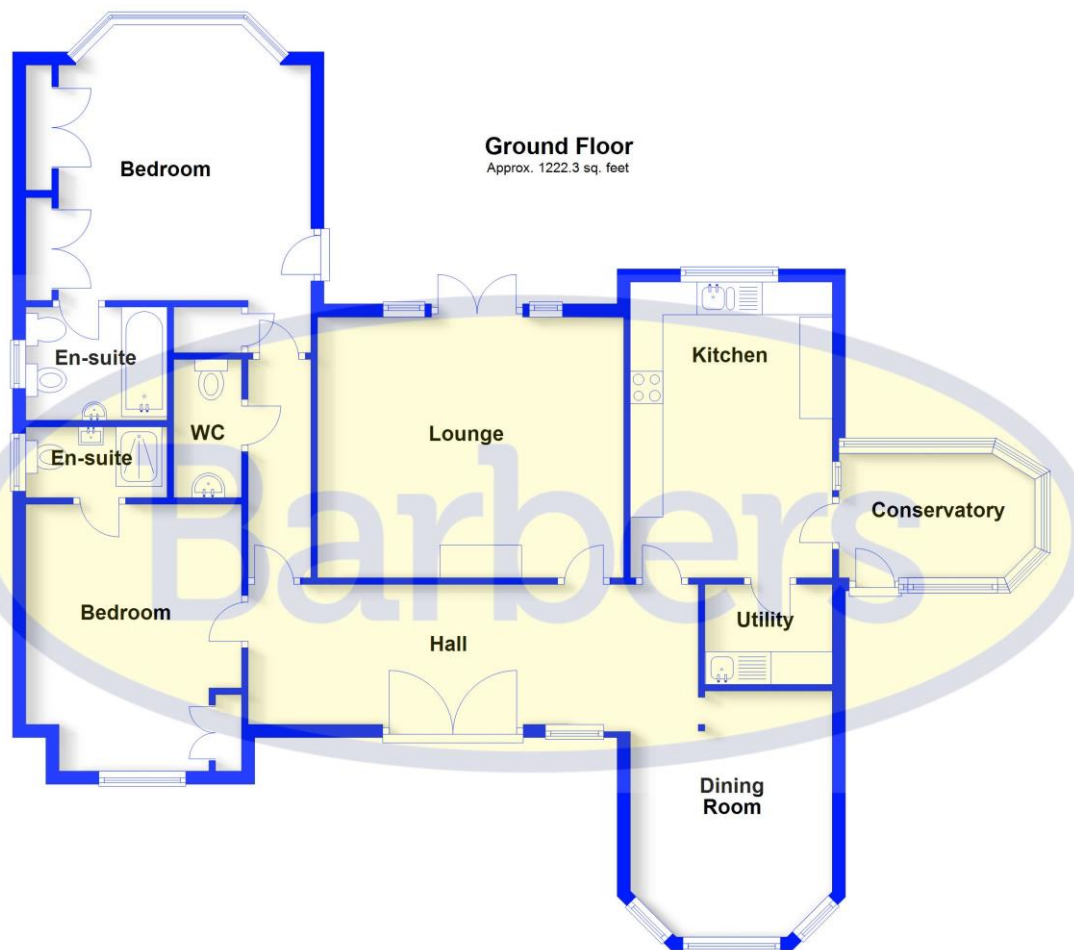 Ground Floor
Approx. 1222.3 sq. feet
Bedroom
En-suite
Kitchen
WC
Lounge
En-suite
Conservatory
Barbers
Bedroom
Utility
Hall
Dining
Room